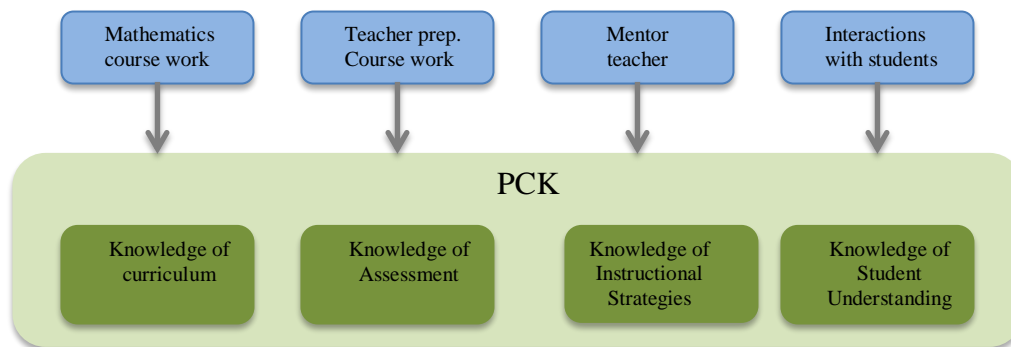 Mathematics
course work
Teacher prep.
Course work
Mentor
teacher
Interactions
with students
PCK
Knowledge of
curriculum
Knowledge of
Assessment
Knowledge of
Instructional
Strategies
Knowledge of
Student
Understanding